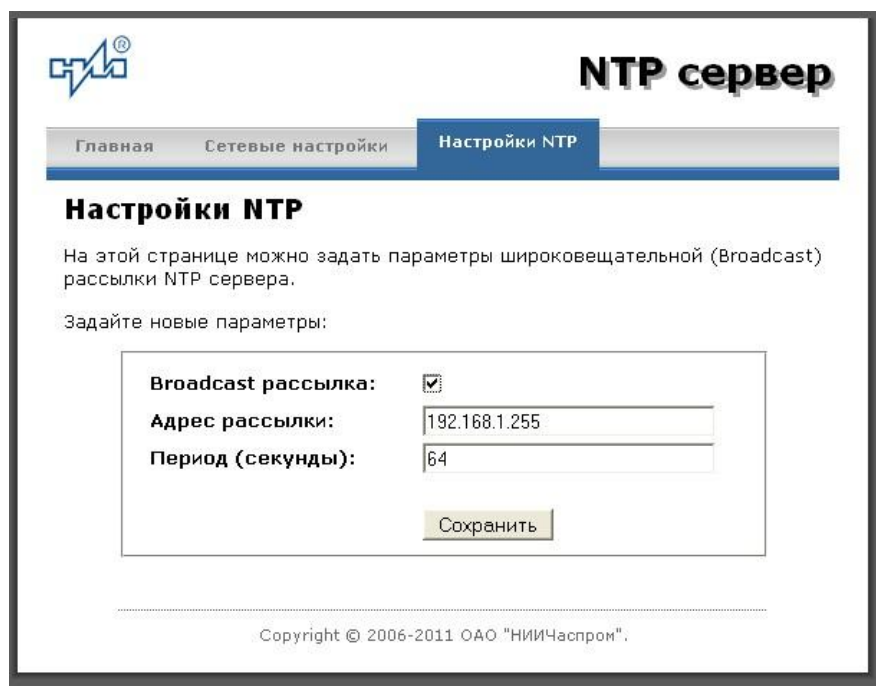 ®
NTP сервер
Главная Сетевые настройки Настройки NTP
Настройки NTP
На этой странице можно задать параметры широковещательной (Broadcast)
рассылки NTP сервера.
Задайте новые параметры:
Broadcast рассылка:
Адрес рассылки: 192.168.1.255
Период (секунды): 64
Сохранить
Copyright © 2006-2011 ОАО "НИИЧаспром".